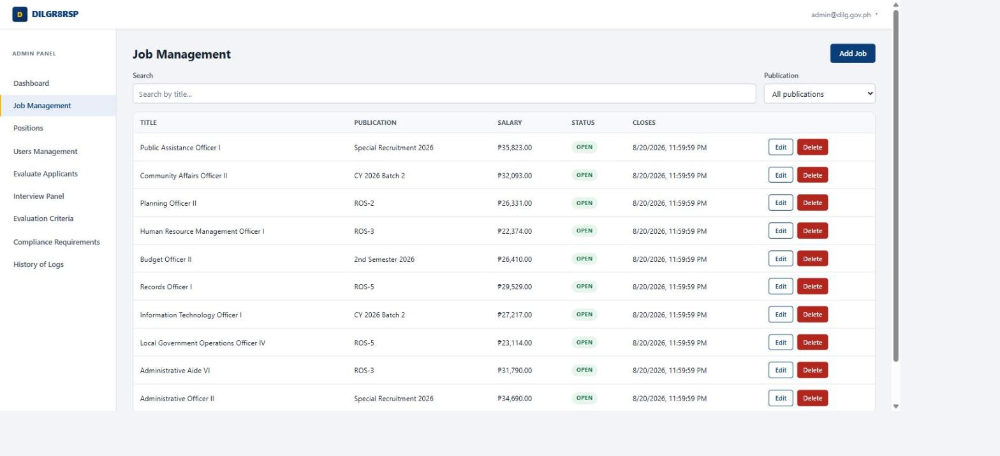 D DILGR8RSP admin@dilg.gov.ph
ADMIN PANEL
Dashboard
Job Management
Positions
Users Management
Evaluate Applicants
Interview Panel
Evaluation Criteria
Compliance Requirements
History of Logs
Job Management Add Job
Search Publication
Search by title... All publications
TITLE PUBLICATION SALARY STATUS CLOSES
Public Assistance Officer I Special Recruitment 2026 ₱35,823.00 OPEN 8/20/2026, 11:59:59 PM Edit Delete
Community Affairs Officer II CY 2026 Batch 2 ₱32,093.00 OPEN 8/20/2026, 11:59:59 PM Edit Delete
Planning Officer II ROS-2 ₱26,331.00 OPEN 8/20/2026, 11:59:59 PM Edit Delete
Human Resource Management Officer I ROS-3 ₱22,374.00 OPEN 8/20/2026, 11:59:59 PM Edit Delete
Budget Officer II 2nd Semester 2026 ₱26,410.00 OPEN 8/20/2026, 11:59:59 PM Edit Delete
Records Officer I ROS-5 ₱29,529.00 OPEN 8/20/2026, 11:59:59 PM Edit Delete
Information Technology Officer I CY 2026 Batch 2 ₱27,217.00 OPEN 8/20/2026, 11:59:59 PM Edit Delete
Local Government Operations Officer IV ROS-5 ₱23,114.00 OPEN 8/20/2026, 11:59:59 PM Edit Delete
Administrative Aide VI ROS-3 ₱31,790.00 OPEN 8/20/2026, 11:59:59 PM Edit Delete
Administrative Officer II Special Recruitment 2026 ₱34,690.00 OPEN 8/20/2026, 11:59:59 PM Edit Delete